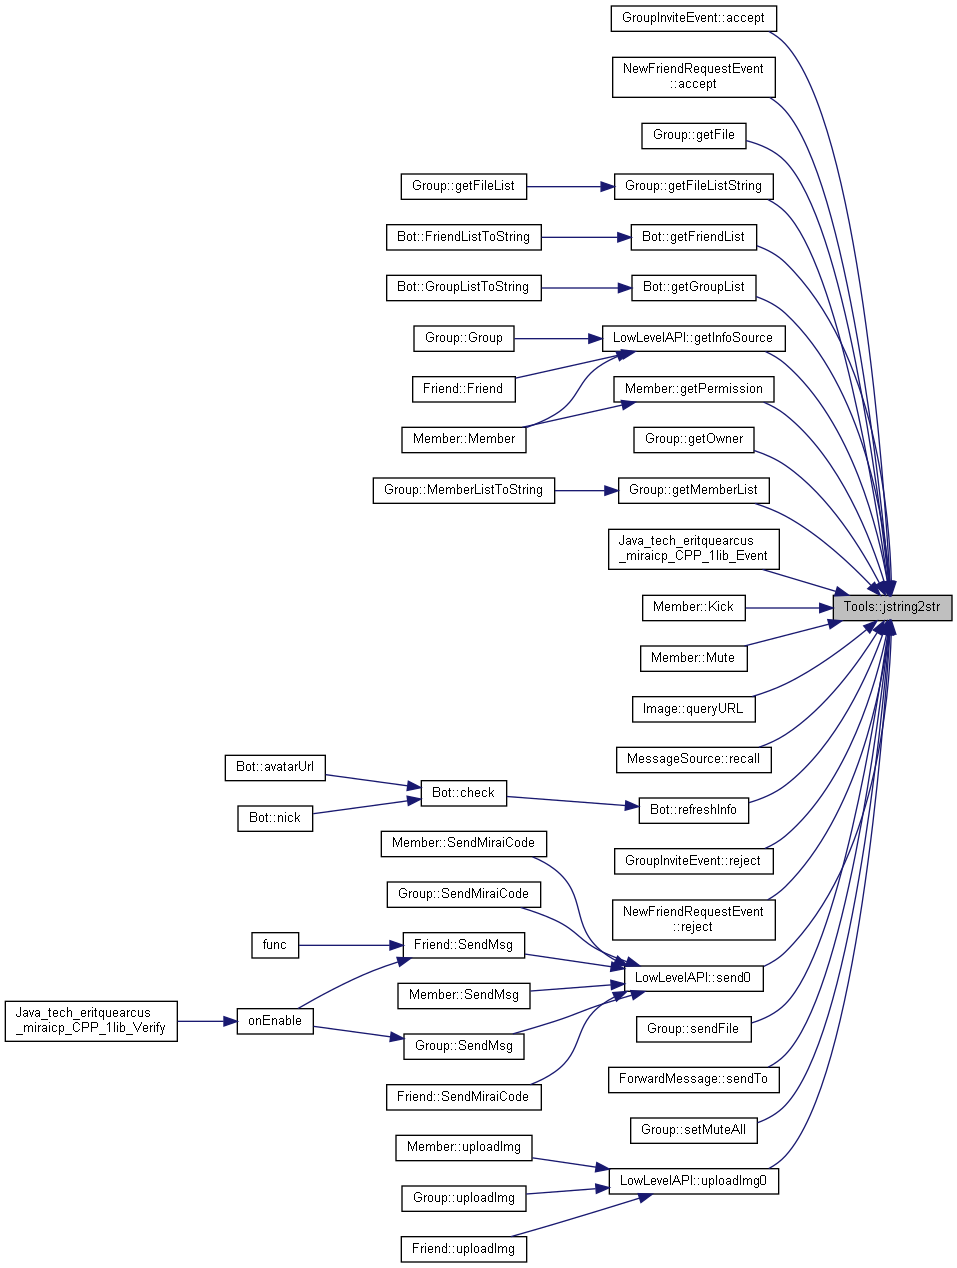 GroupInviteEvent::accept
NewFriendRequestEvent
::accept
Group::getFile
Group::getFileList
Group::getFileListString
Bot::FriendListToString
Bot::getFriendList
Bot::GroupListToString
Bot::getGroupList
Group::Group
LowLevelAPI::getInfoSource
Friend::Friend
Member::getPermission
Member::Member
Group::getOwner
Group::MemberListToString
Group::getMemberList
Java_tech_eritquearcus
_miraicp_CPP_1lib_Event
Member::Kick
Tools::jstring2str
Member::Mute
Image::queryURL
MessageSource::recall
Bot::avatarUrl
Bot::check
Bot::nick
Bot::refreshInfo
Member::SendMiraiCode
GroupInviteEvent::reject
Group::SendMiraiCode
NewFriendRequestEvent
::reject
func
Friend::SendMsg
LowLevelAPI::send0
Member::SendMsg
Java_tech_eritquearcus
_miraicp_CPP_1lib_Verify
onEnable
Group::sendFile
Group::SendMsg
ForwardMessage::sendTo
Friend::SendMiraiCode
Group::setMuteAll
Member::uploadImg
LowLevelAPI::uploadImg0
Group::uploadImg
Friend::uploadImg